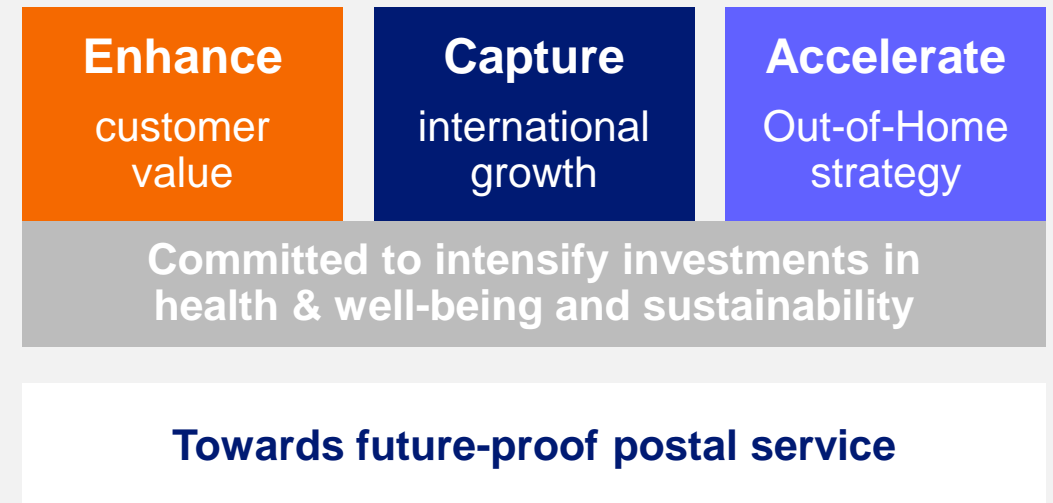 Enhance
customer
value
Capture
international
growth
Accelerate
Out-of-Home
strategy
Committed to intensify investments in
health & well-being and sustainability
Towards future-proof postal service